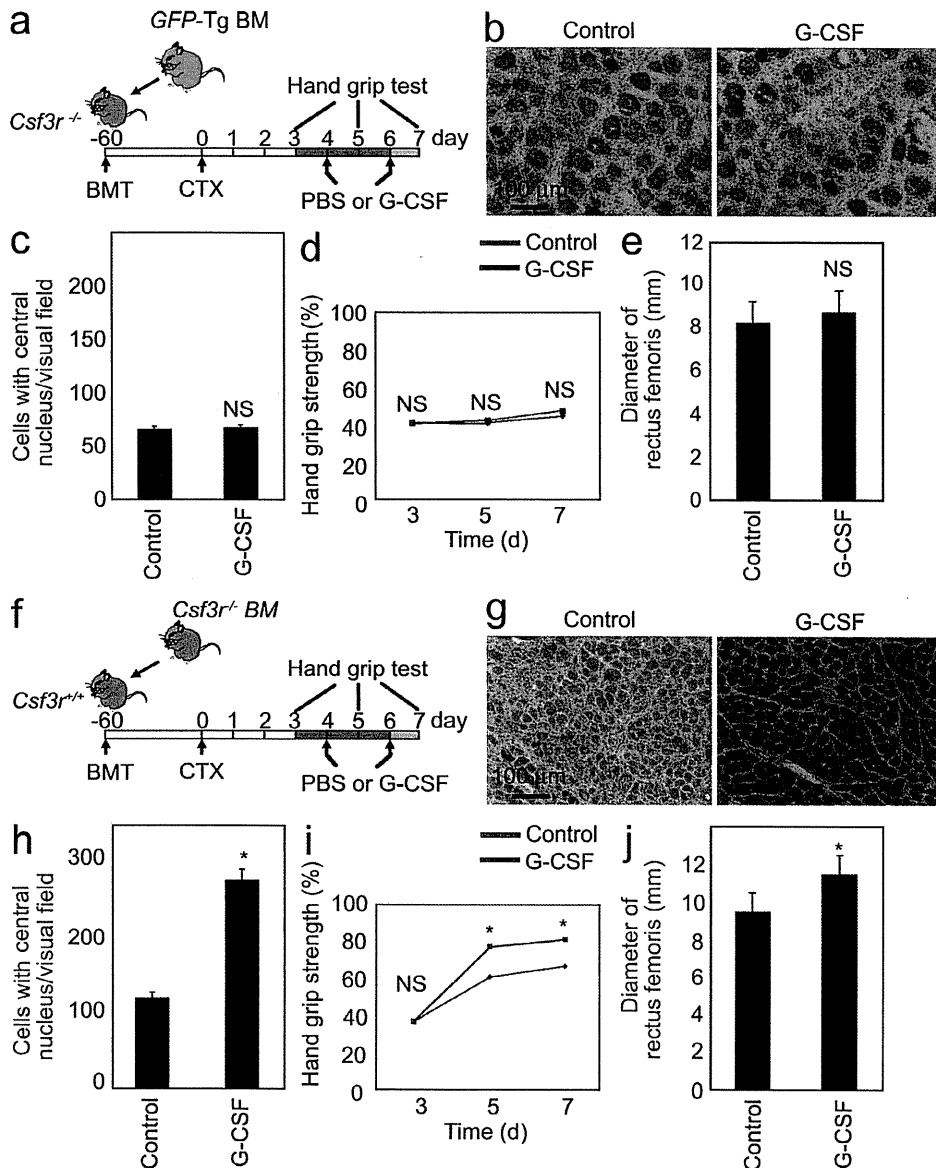 a
GFP-Tg BM
Csf3r -/-
Hand grip test
-60 0 1 2 3 4 5 6 7 day
BMT CTX PBS or G-CSF
b
Control G-CSF
100 µm
c
Cells with central
nucleus/visual field
200
150
100
50
0
NS
Control G-CSF
d
Control
G-CSF
Hand grip strength (%)
100
80
60
40
20
0
NS NS NS
3 5 7
Time (d)
e
Diameter of
rectus femoris (mm)
12
10
8
6
4
2
0
NS
Control G-CSF
f
Csf3r-/- BM
Csf3r+/+
Hand grip test
-60 0 1 2 3 4 5 6 7 day
BMT CTX PBS or G-CSF
g
Control G-CSF
100 µm
h
Cells with central
nucleus/visual field
300
200
100
0
*
Control G-CSF
i
Control
G-CSF
Hand grip strength (%)
100
80
60
40
20
0
NS * *
3 5 7
Time (d)
j
Diameter of
rectus femoris (mm)
12
10
8
6
4
2
0
*
Control G-CSF